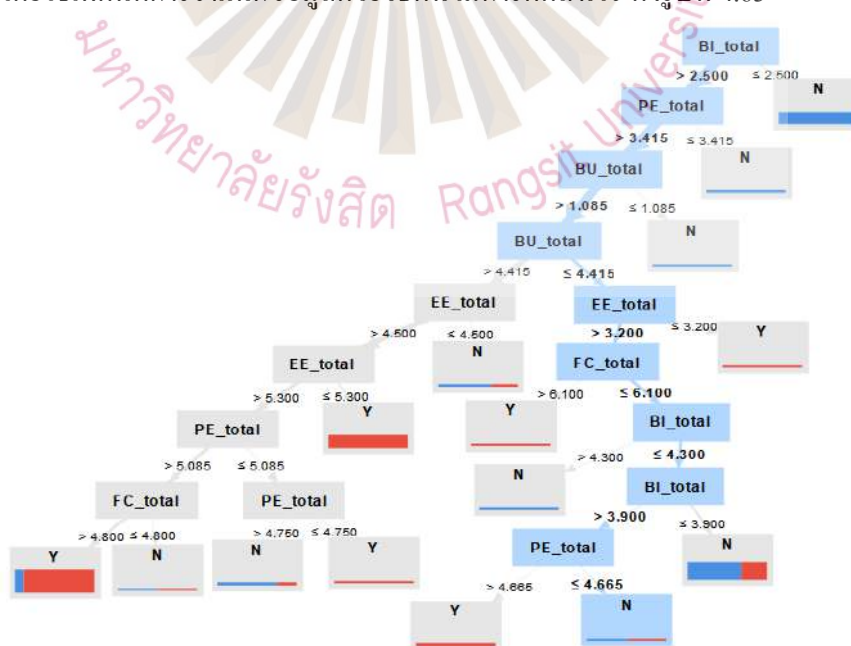 BI_total
> 2.500 ≤ 2.500
N
PE_total
> 3.415 ≤ 3.415
N
BU_total
> 1.085 ≤ 1.085
N
BU_total
> 4.415 ≤ 4.415
EE_total EE_total
> 4.500 ≤ 4.500 > 3.200 ≤ 3.200
N Y
EE_total FC_total
> 5.300 ≤ 5.300 > 6.100 ≤ 6.100
Y Y
PE_total BI_total
> 5.085 ≤ 5.085 > 4.300 ≤ 4.300
N
FC_total PE_total BI_total
> 4.800 ≤ 4.800 > 4.750 ≤ 4.750 > 3.900 ≤ 3.900
Y N N Y N
PE_total
> 4.665 ≤ 4.665
Y N
มหาวิทยาลัยรังสิต Rangsit University